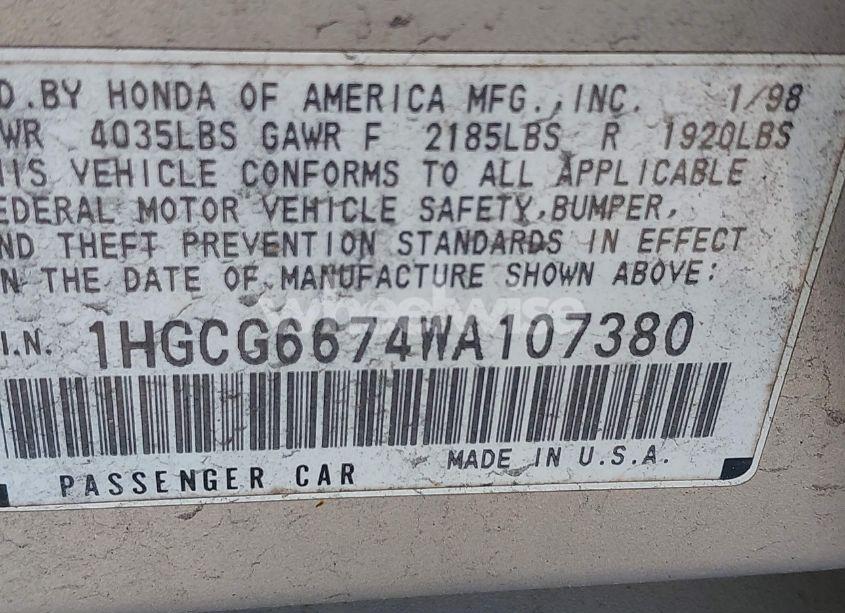 D.BY HONDA OF AMERICA MFG.,INC. 1/98
WR 4035LBS GAWR F 2185LBS R 1920LBS
HIS VEHICLE CONFORMS TO ALL APPLICABLE
EDERAL MOTOR VEHICLE SAFETY,BUMPER,
ND THEFT PREVENTION STANDARDS IN EFFECT
N THE DATE OF MANUFACTURE SHOWN ABOVE:
wheelwise
I.N. 1HGCG6674WA107380
PASSENGER CAR MADE IN U.S.A.